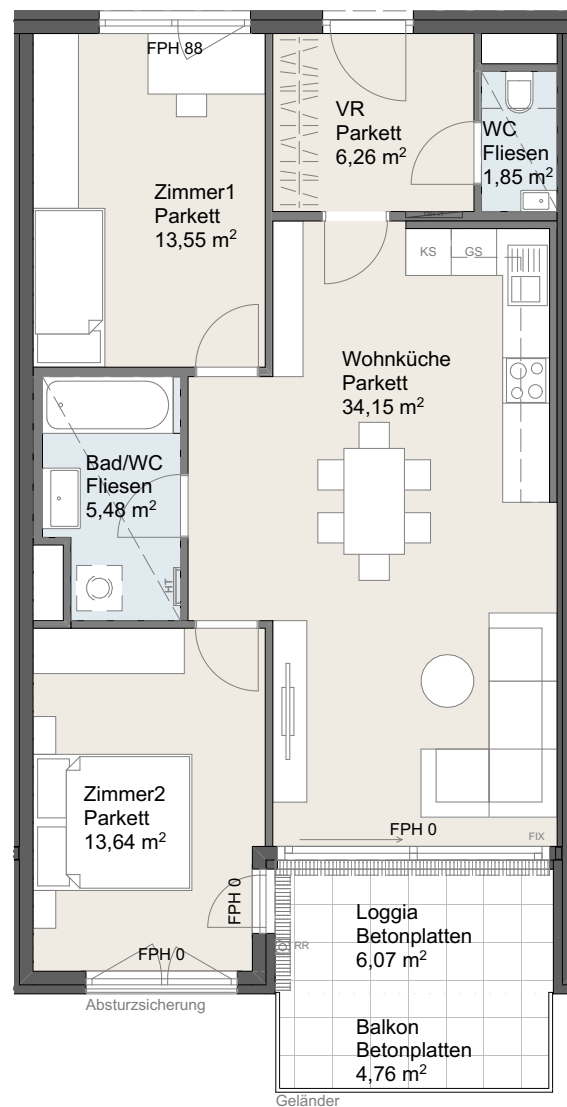 FPH 88
VR
Parkett
6,26 m²
WC
Fliesen
1,85 m²
Zimmer1
Parkett
13,55 m²
KS
GS
Wohnküche
Parkett
34,15 m²
Bad/WC
Fliesen
5,48 m²
HT
Zimmer2
Parkett
13,64 m²
FPH 0
FIX
FPH 0
FPH 0
Absturzsicherung
RR
Loggia
Betonplatten
6,07 m²
Balkon
Betonplatten
4,76 m²
Geländer